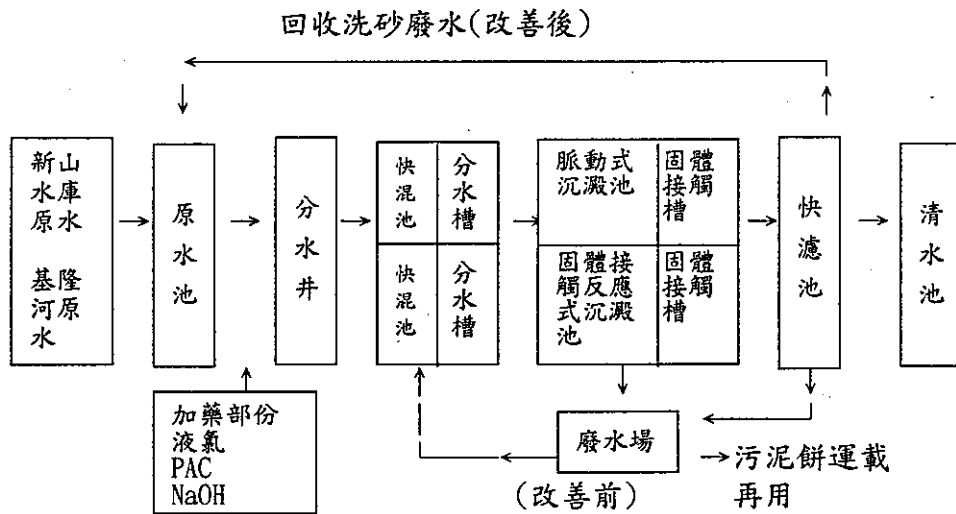 回收洗砂廢水(改善後)
新山
水庫
原水
基隆
河原
水
原水池
分水井
快混池
分水槽
快混池
分水槽
脈動式
沉澱池
固體
接觸
槽
固體接
觸反應
式沉澱
池
固體
接觸
槽
快濾池
清水池
加藥部份
液氯
PAC
NaOH
廢水場
(改善前)
污泥餅運載
再用